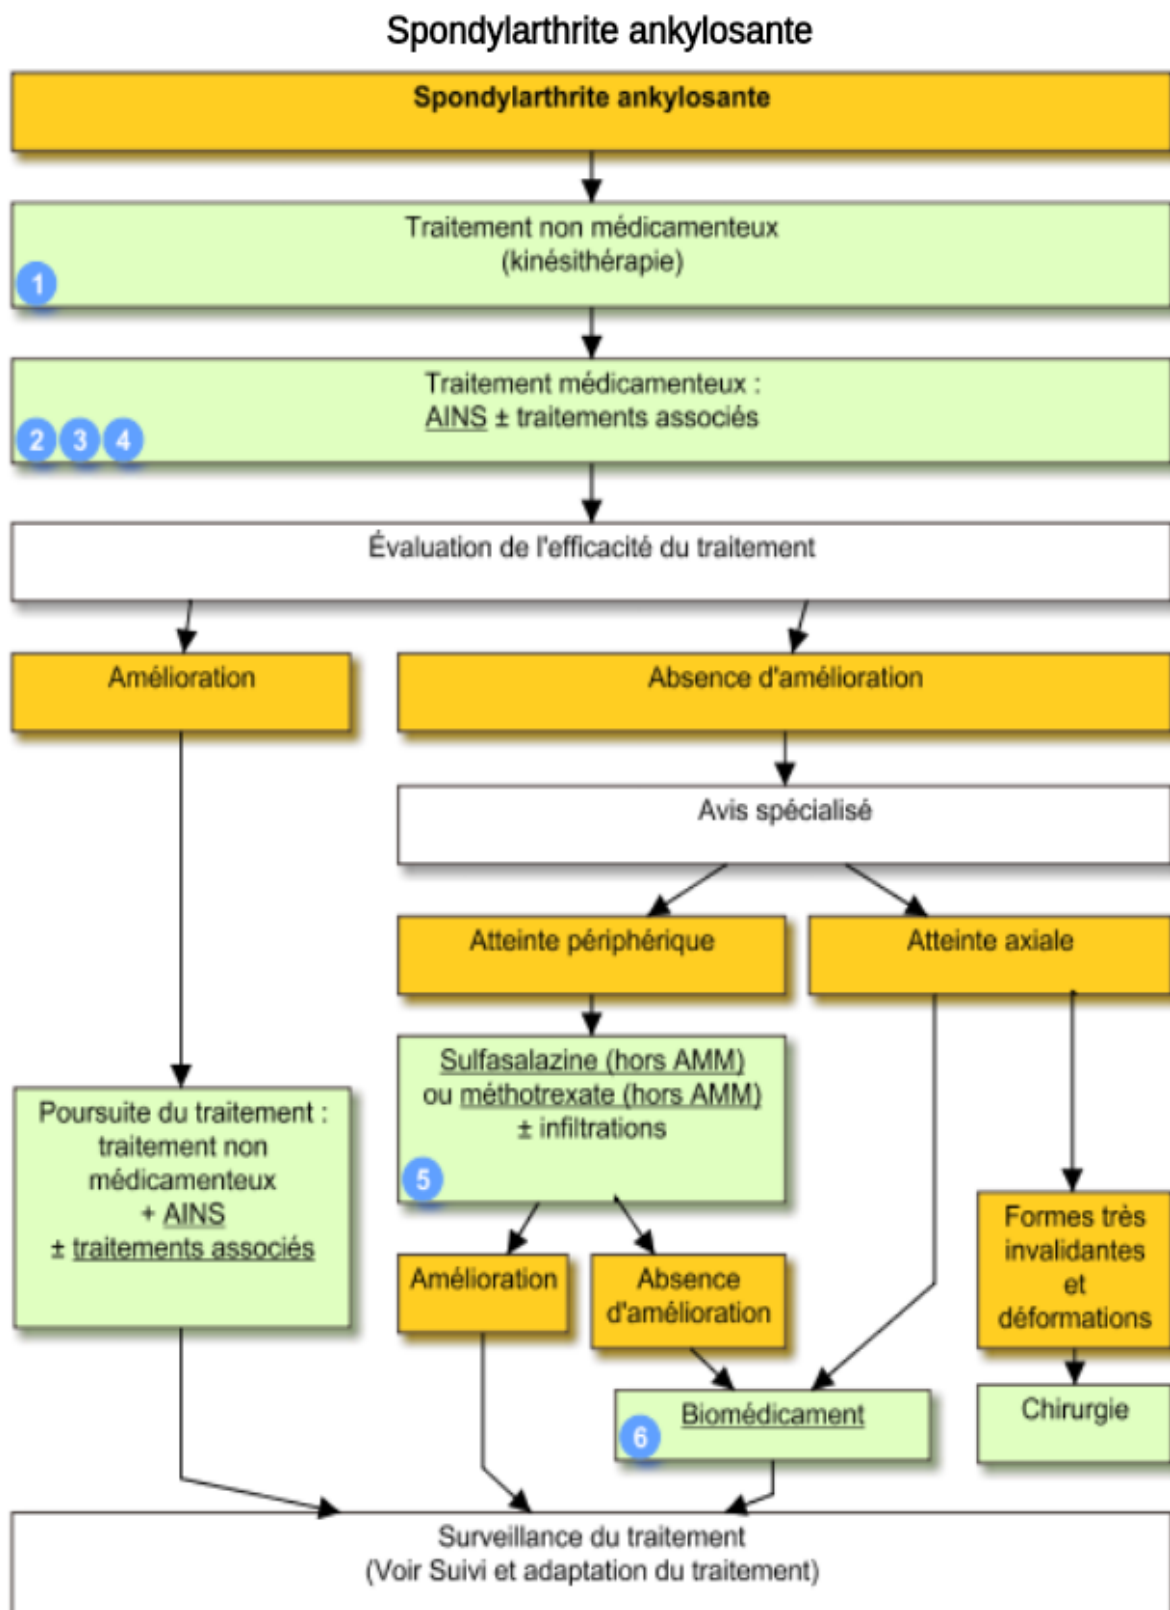 Spondylarthrite ankylosante
Spondylarthrite ankylosante
Traitement non médicamenteux
(kinésithérapie)
1
Traitement médicamenteux :
AINS ± traitements associés
2 3 4
Évaluation de l'efficacité du traitement
Amélioration
Absence d'amélioration
Avis spécialisé
Atteinte périphérique
Atteinte axiale
Sulfasalazine (hors AMM)
ou méthotrexate (hors AMM)
± infiltrations
5
Poursuite du traitement :
traitement non
médicamenteux
+ AINS
± traitements associés
Formes très
invalidantes
et
déformations
Amélioration
Absence
d'amélioration
Biomédicament
6
Chirurgie
Surveillance du traitement
(Voir Suivi et adaptation du traitement)